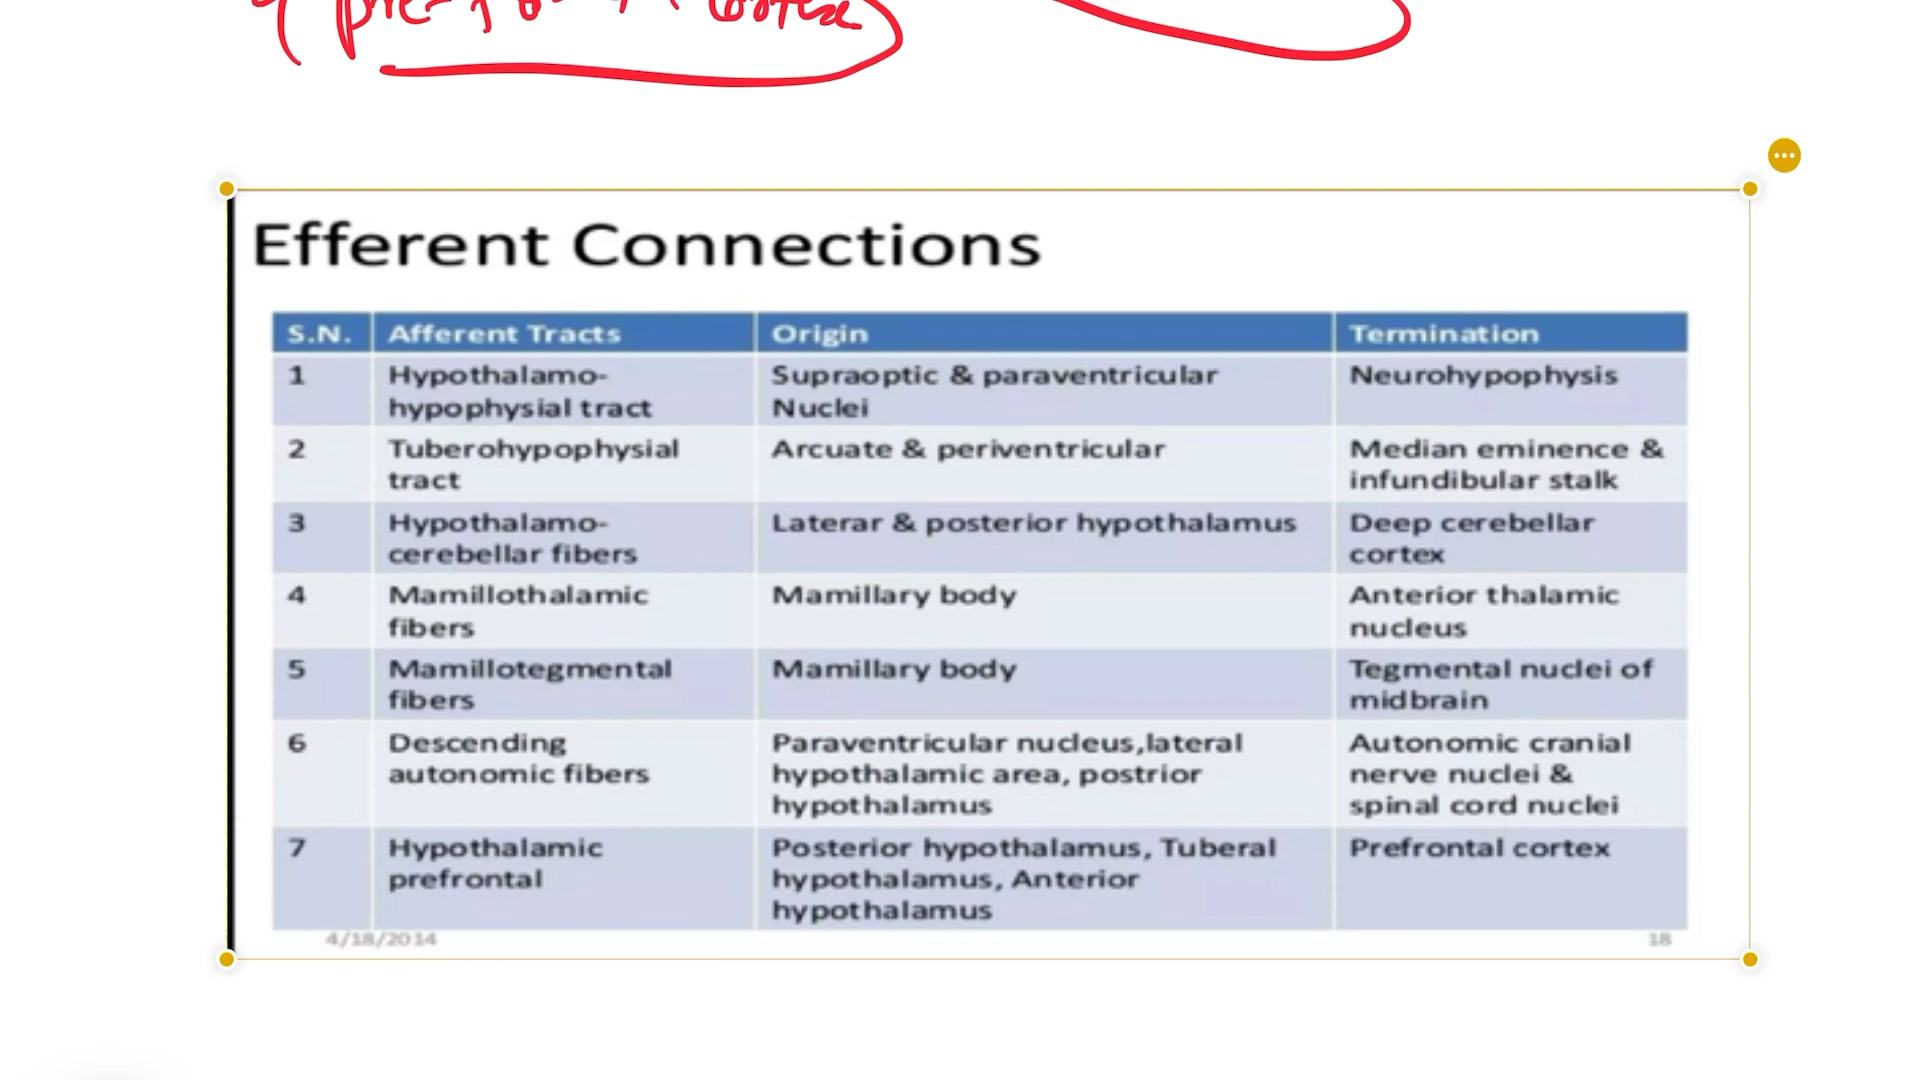 cortex
Efferent Connections
S.N. Afferent Tracts Origin Termination
1 Hypothalamo- Supraoptic & paraventricular Neurohypophysis
hypophysial tract Nuclei
2 Tuberohypophysial Arcuate & periventricular Median eminence &
tract infundibular stalk
3 Hypothalamo- Laterar & posterior hypothalamus Deep cerebellar
cerebellar fibers cortex
4 Mamillothalamic Mamillary body Anterior thalamic
fibers nucleus
5 Mamillotegmental Mamillary body Tegmental nuclei of
fibers midbrain
6 Descending Paraventricular nucleus,lateral Autonomic cranial
autonomic fibers hypothalamic area, postrior nerve nuclei &
hypothalamus spinal cord nuclei
7 Hypothalamic Posterior hypothalamus, Tuberal Prefrontal cortex
prefrontal hypothalamus, Anterior
hypothalamus
4/18/2014 18